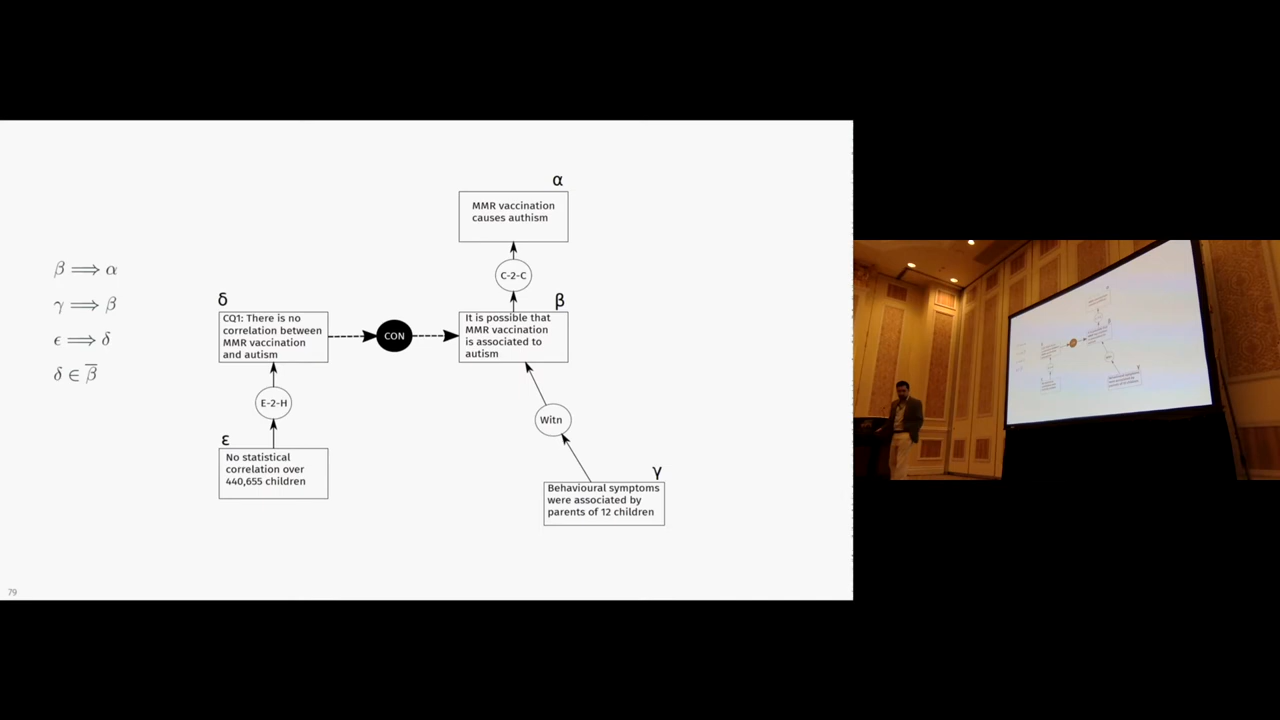 β ⟹ α
γ ⟹ β
ϵ ⟹ δ
δ ∈ β̅
α
MMR vaccination
causes authism
C-2-C
δ
CQ1: There is no
correlation between
MMR vaccination
and autism
CON
β
It is possible that
MMR vaccination
is associated to
autism
E-2-H
Witn
ε
No statistical
correlation over
440,655 children
γ
Behavioural symptoms
were associated by
parents of 12 children
79